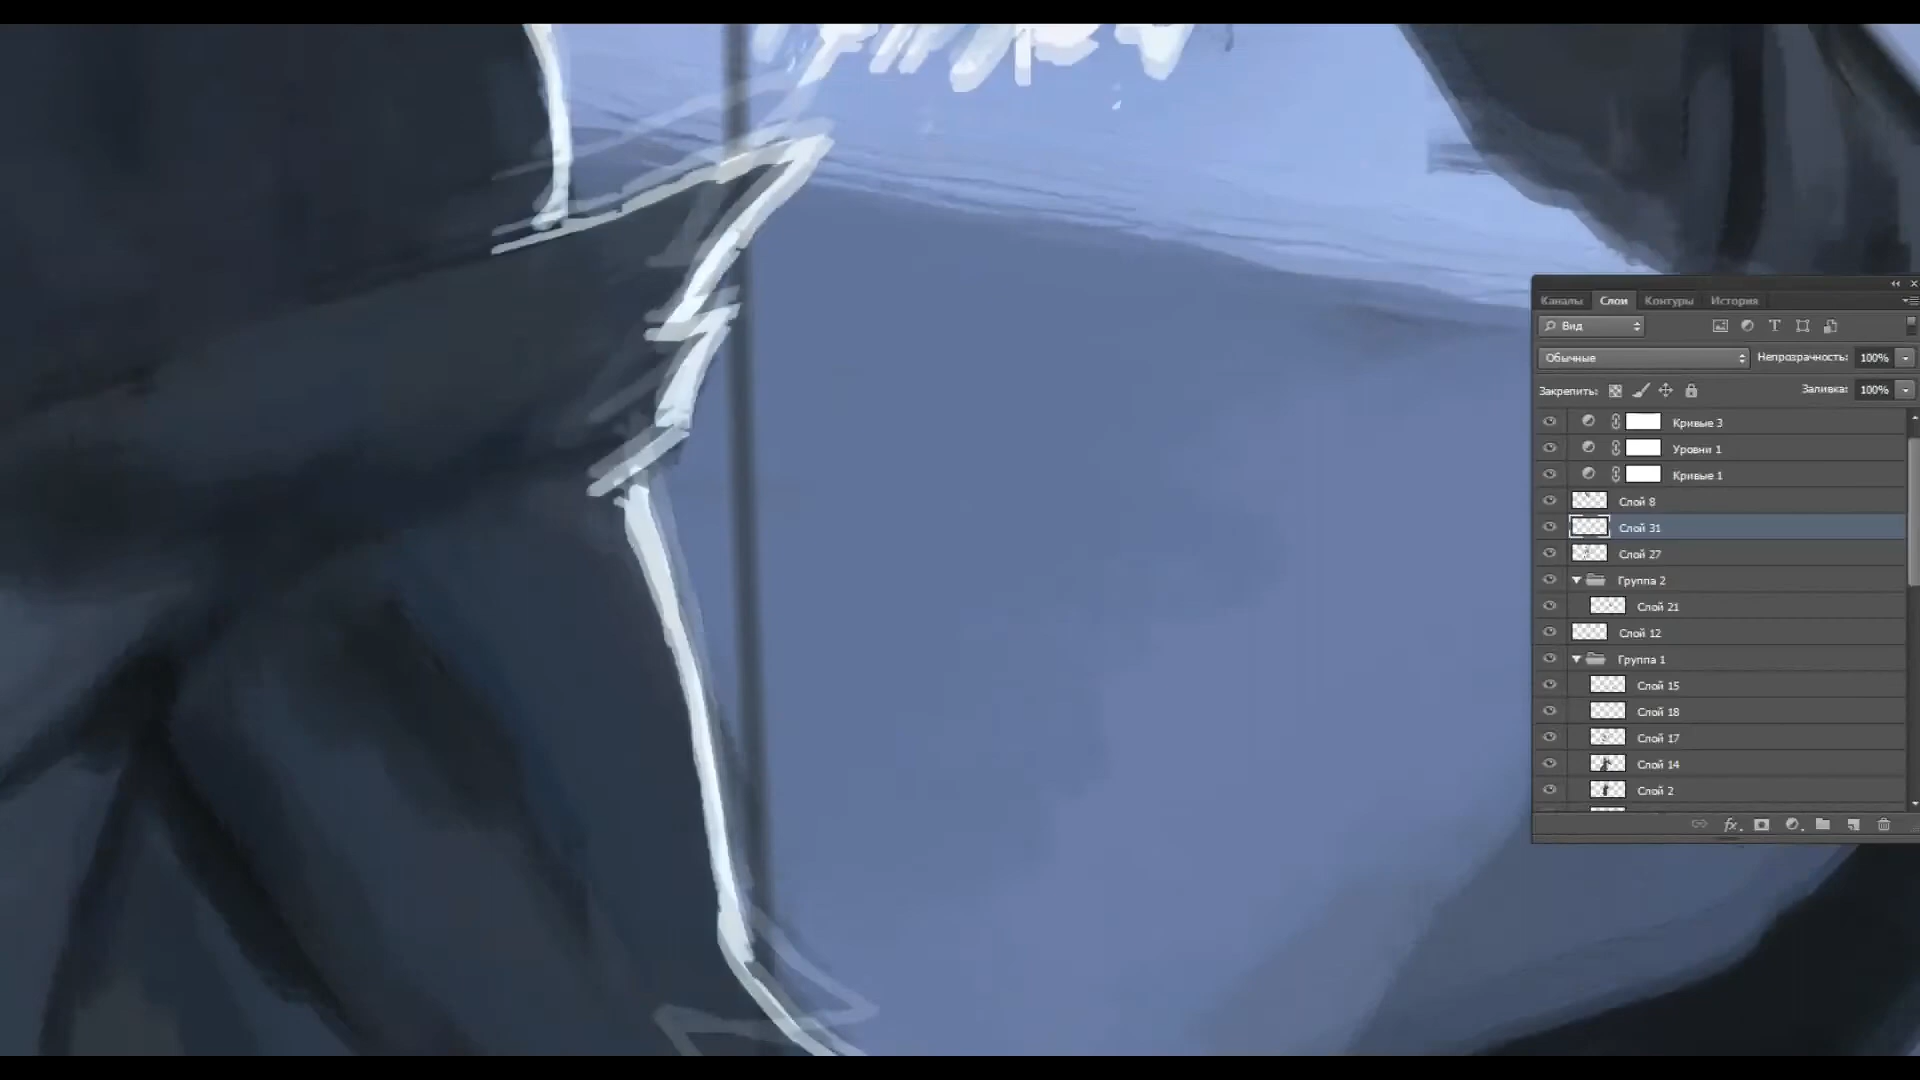 Каналы Слои Контуры История
Вид
Обычные Непрозрачность: 100%
Закрепить: Заливка: 100%
Кривые 3
Уровни 1
Кривые 1
Слой 8
Слой 31
Слой 27
Группа 2
Слой 21
Слой 12
Группа 1
Слой 15
Слой 18
Слой 17
Слой 14
Слой 2
fx